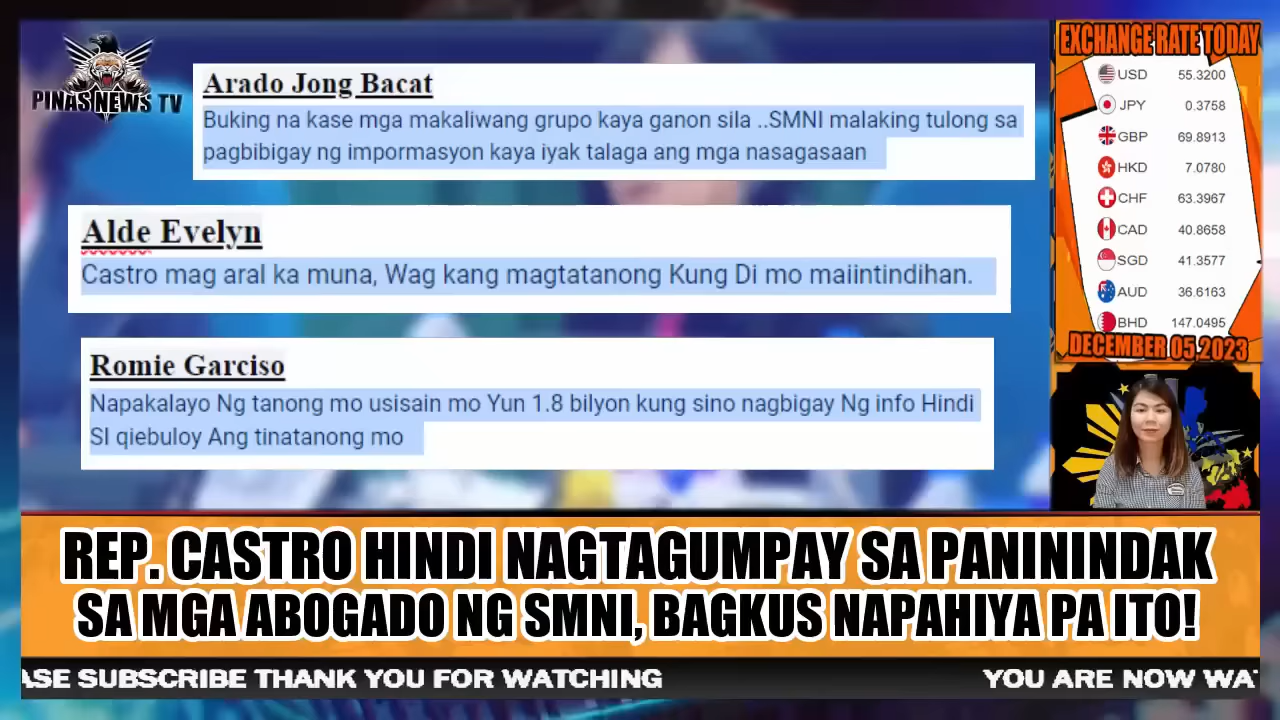 PINAS NEWS TV
Arado Jong Bacat
Buking na kase mga makaliwang grupo kaya ganon sila ..SMNI malaking tulong sa
pagbibigay ng impormasyon kaya iyak talaga ang mga nasagasaan
Alde Evelyn
Castro mag aral ka muna, Wag kang magtatanong Kung Di mo maiintindihan.
Romie Garciso
Napakalayo Ng tanong mo usisain mo Yun 1.8 bilyon kung sino nagbigay Ng info Hindi
SI qiebuloy Ang tinatanong mo
EXCHANGE RATE TODAY
USD 55.3200
JPY 0.3758
GBP 69.8913
HKD 7.0780
CHF 63.3967
CAD 40.8658
SGD 41.3577
AUD 36.6163
BHD 147.0495
DECEMBER 05,2023
REP. CASTRO HINDI NAGTAGUMPAY SA PANININDAK
SA MGA ABOGADO NG SMNI, BAGKUS NAPAHIYA PA ITO!
ASE SUBSCRIBE THANK YOU FOR WATCHING YOU ARE NOW WAT